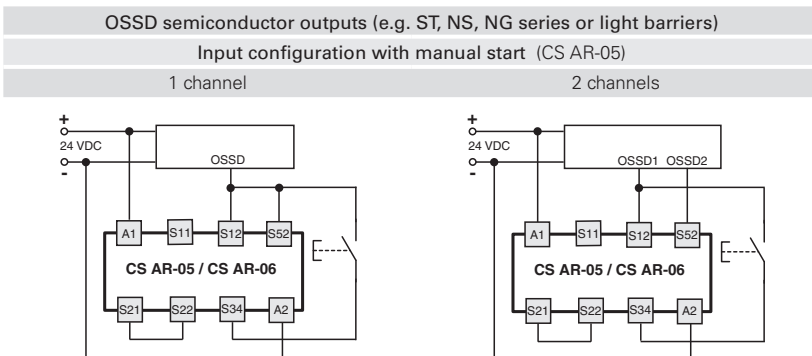 OSSD semiconductor outputs (e.g. ST, NS, NG series or light barriers)
Input configuration with manual start (CS AR-05)
1 channel
2 channels
+
24 VDC
-
OSSD
A1 S11 S12 S52
CS AR-05 / CS AR-06
S21 S22 S34 A2
+
24 VDC
-
OSSD1 OSSD2
A1 S11 S12 S52
CS AR-05 / CS AR-06
S21 S22 S34 A2